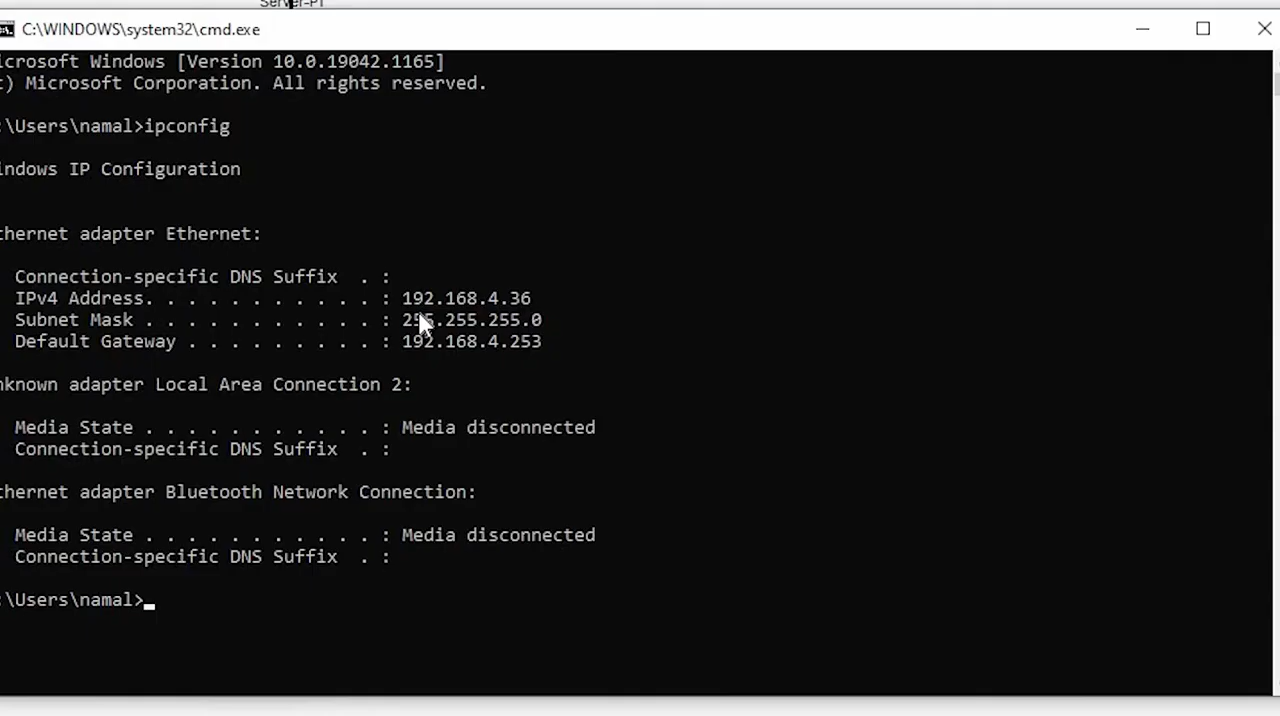 Server-PT
C:\WINDOWS\system32\cmd.exe
icrosoft Windows [Version 10.0.19042.1165]
c) Microsoft Corporation. All rights reserved.
:\Users\namal>ipconfig
indows IP Configuration
thernet adapter Ethernet:
Connection-specific DNS Suffix . :
IPv4 Address. . . . . . . . . . . : 192.168.4.36
Subnet Mask . . . . . . . . . . . : 255.255.255.0
Default Gateway . . . . . . . . . : 192.168.4.253
nknown adapter Local Area Connection 2:
Media State . . . . . . . . . . . : Media disconnected
Connection-specific DNS Suffix . :
thernet adapter Bluetooth Network Connection:
Media State . . . . . . . . . . . : Media disconnected
Connection-specific DNS Suffix . :
:\Users\namal>